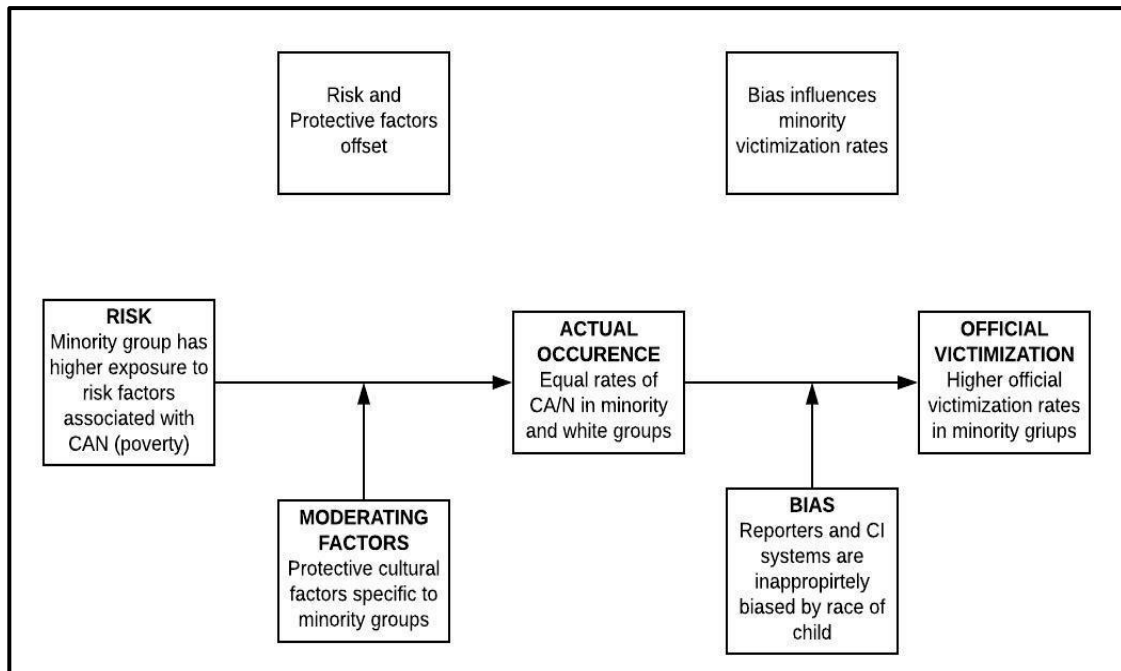 Risk and
Protective factors
offset
Bias influences
minority
victimization rates
RISK
Minority group has
higher exposure to
risk factors
associated with
CAN (poverty)
ACTUAL
OCCURENCE
Equal rates of
CA/N in minority
and white groups
OFFICIAL
VICTIMIZATION
Higher official
victimization rates
in minority griups
MODERATING
FACTORS
Protective cultural
factors specific to
minority groups
BIAS
Reporters and CI
systems are
inappropirtely
biased by race of
child